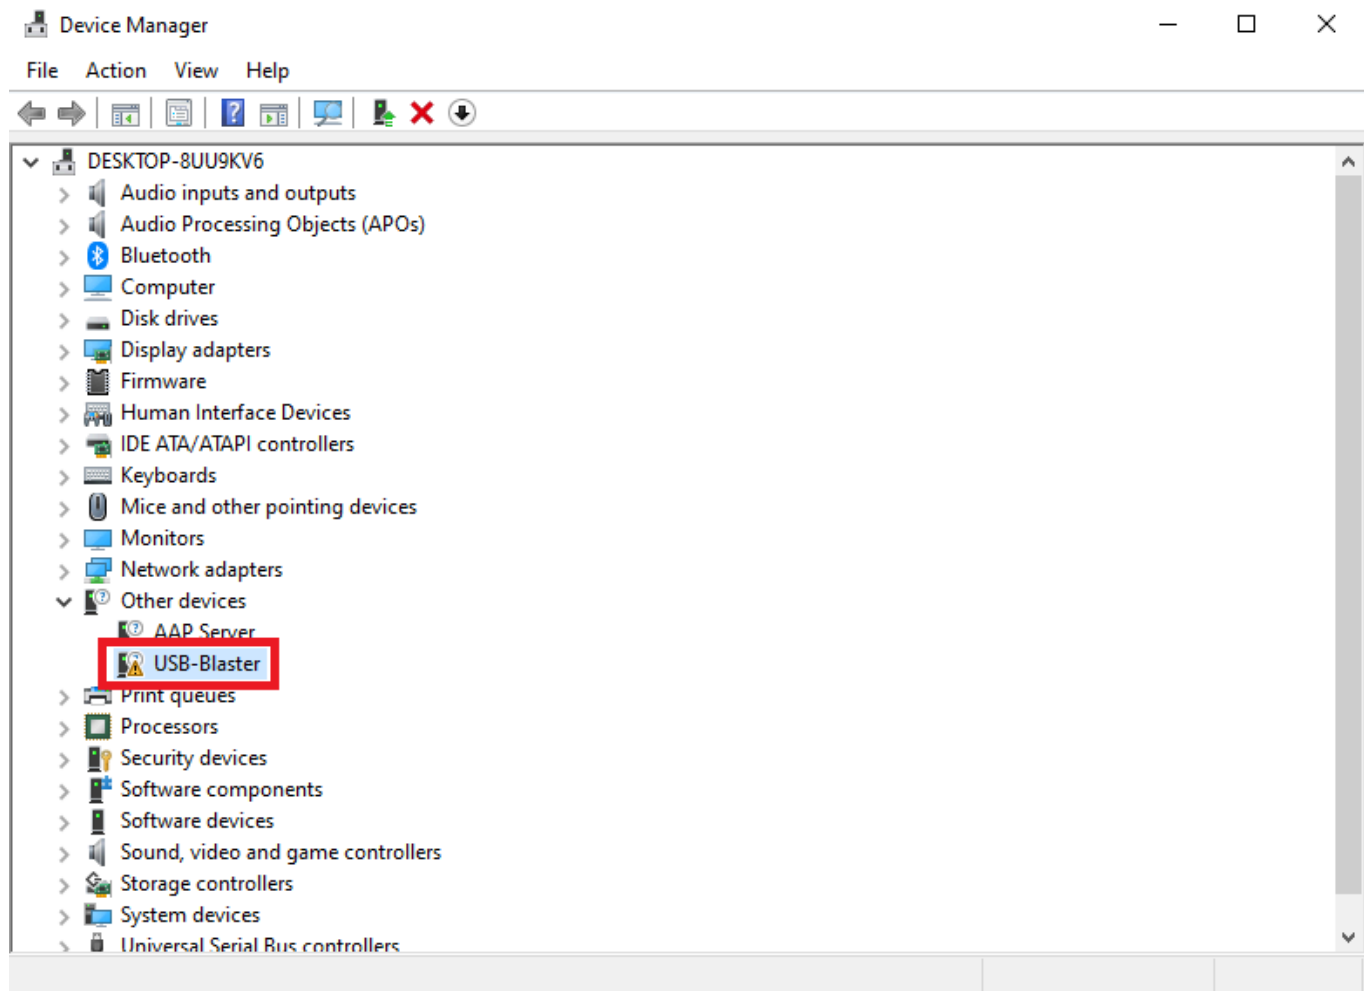 Device Manager
File Action View Help
DESKTOP-8UU9KV6
Audio inputs and outputs
Audio Processing Objects (APOs)
Bluetooth
Computer
Disk drives
Display adapters
Firmware
Human Interface Devices
IDE ATA/ATAPI controllers
Keyboards
Mice and other pointing devices
Monitors
Network adapters
Other devices
AAP Server
USB-Blaster
Print queues
Processors
Security devices
Software components
Software devices
Sound, video and game controllers
Storage controllers
System devices
Universal Serial Bus controllers